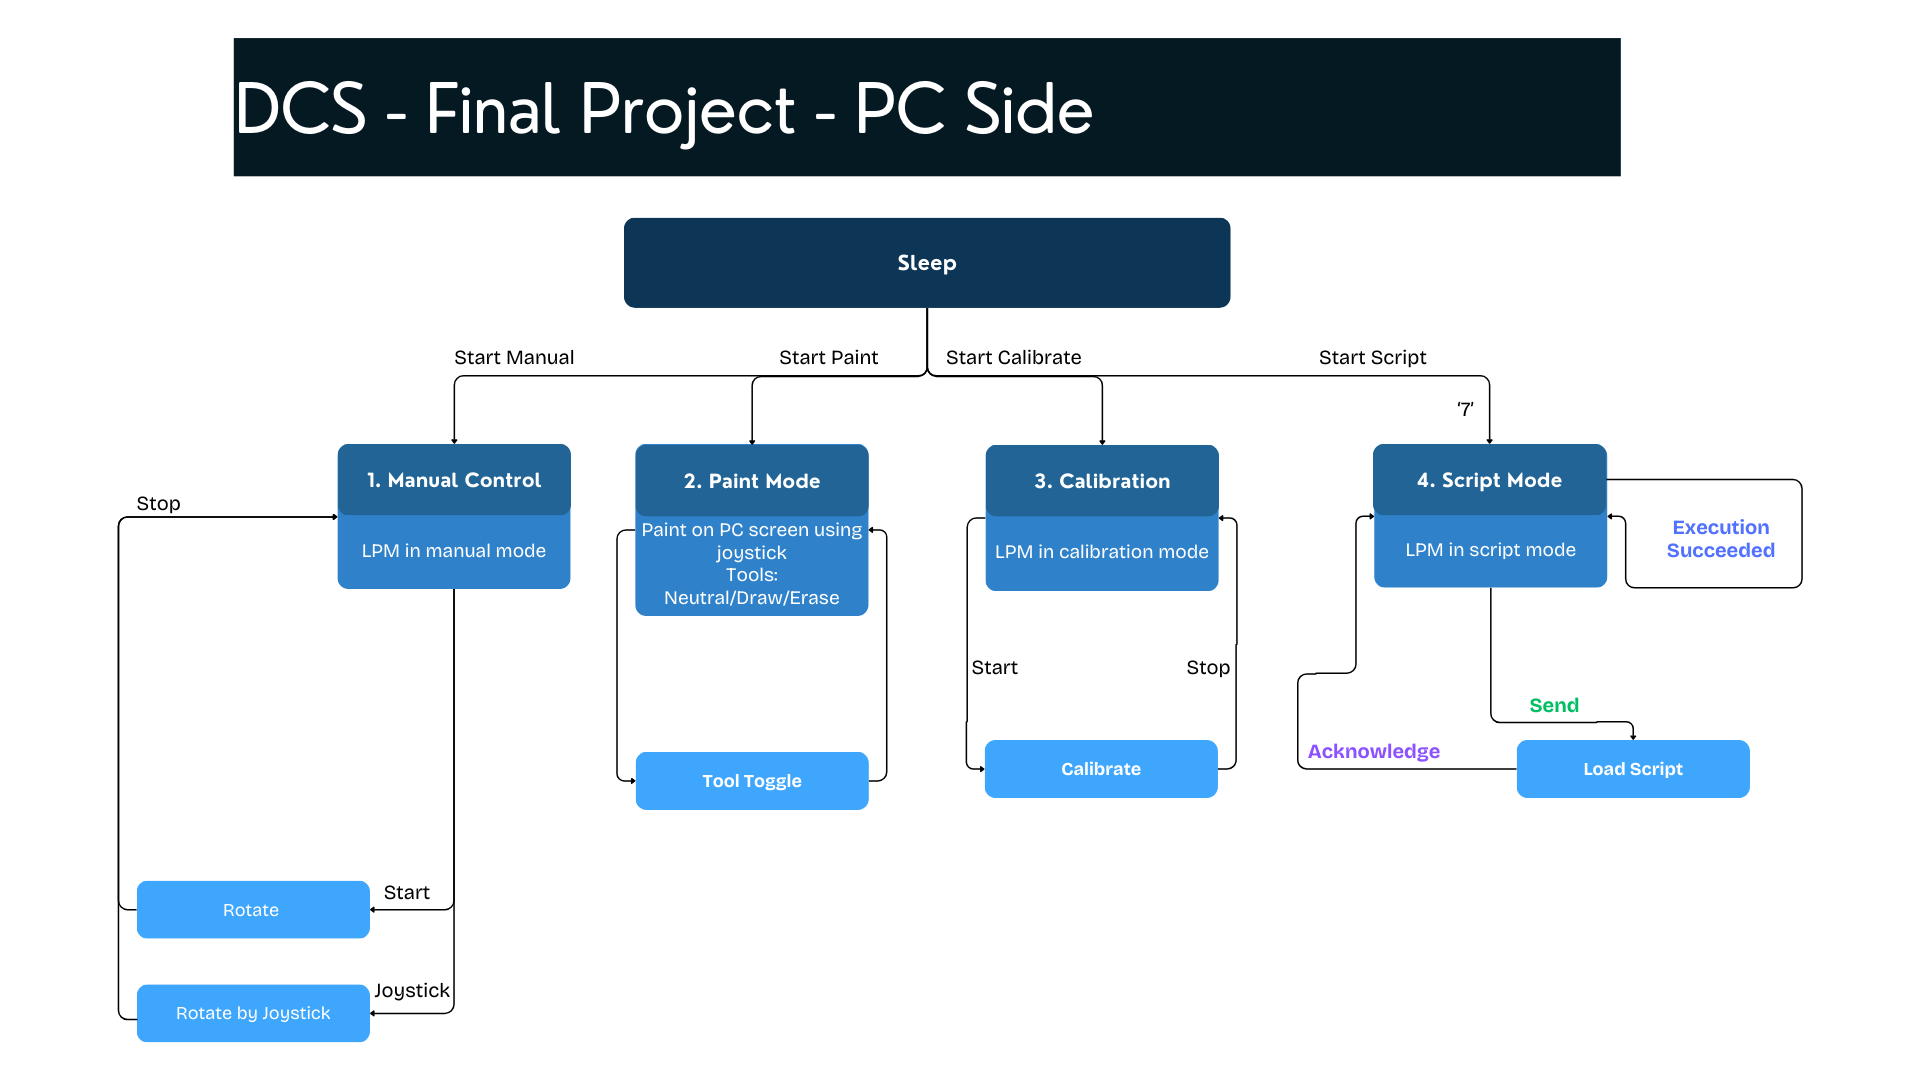 DCS - Final Project - PC Side
Sleep
Start Manual
Start Paint
Start Calibrate
Start Script
‘7’
1. Manual Control
LPM in manual mode
2. Paint Mode
Paint on PC screen using
joystick
Tools:
Neutral/Draw/Erase
3. Calibration
LPM in calibration mode
4. Script Mode
LPM in script mode
Execution
Succeeded
Stop
Start
Stop
Send
Acknowledge
Tool Toggle
Calibrate
Load Script
Start
Rotate
Joystick
Rotate by Joystick